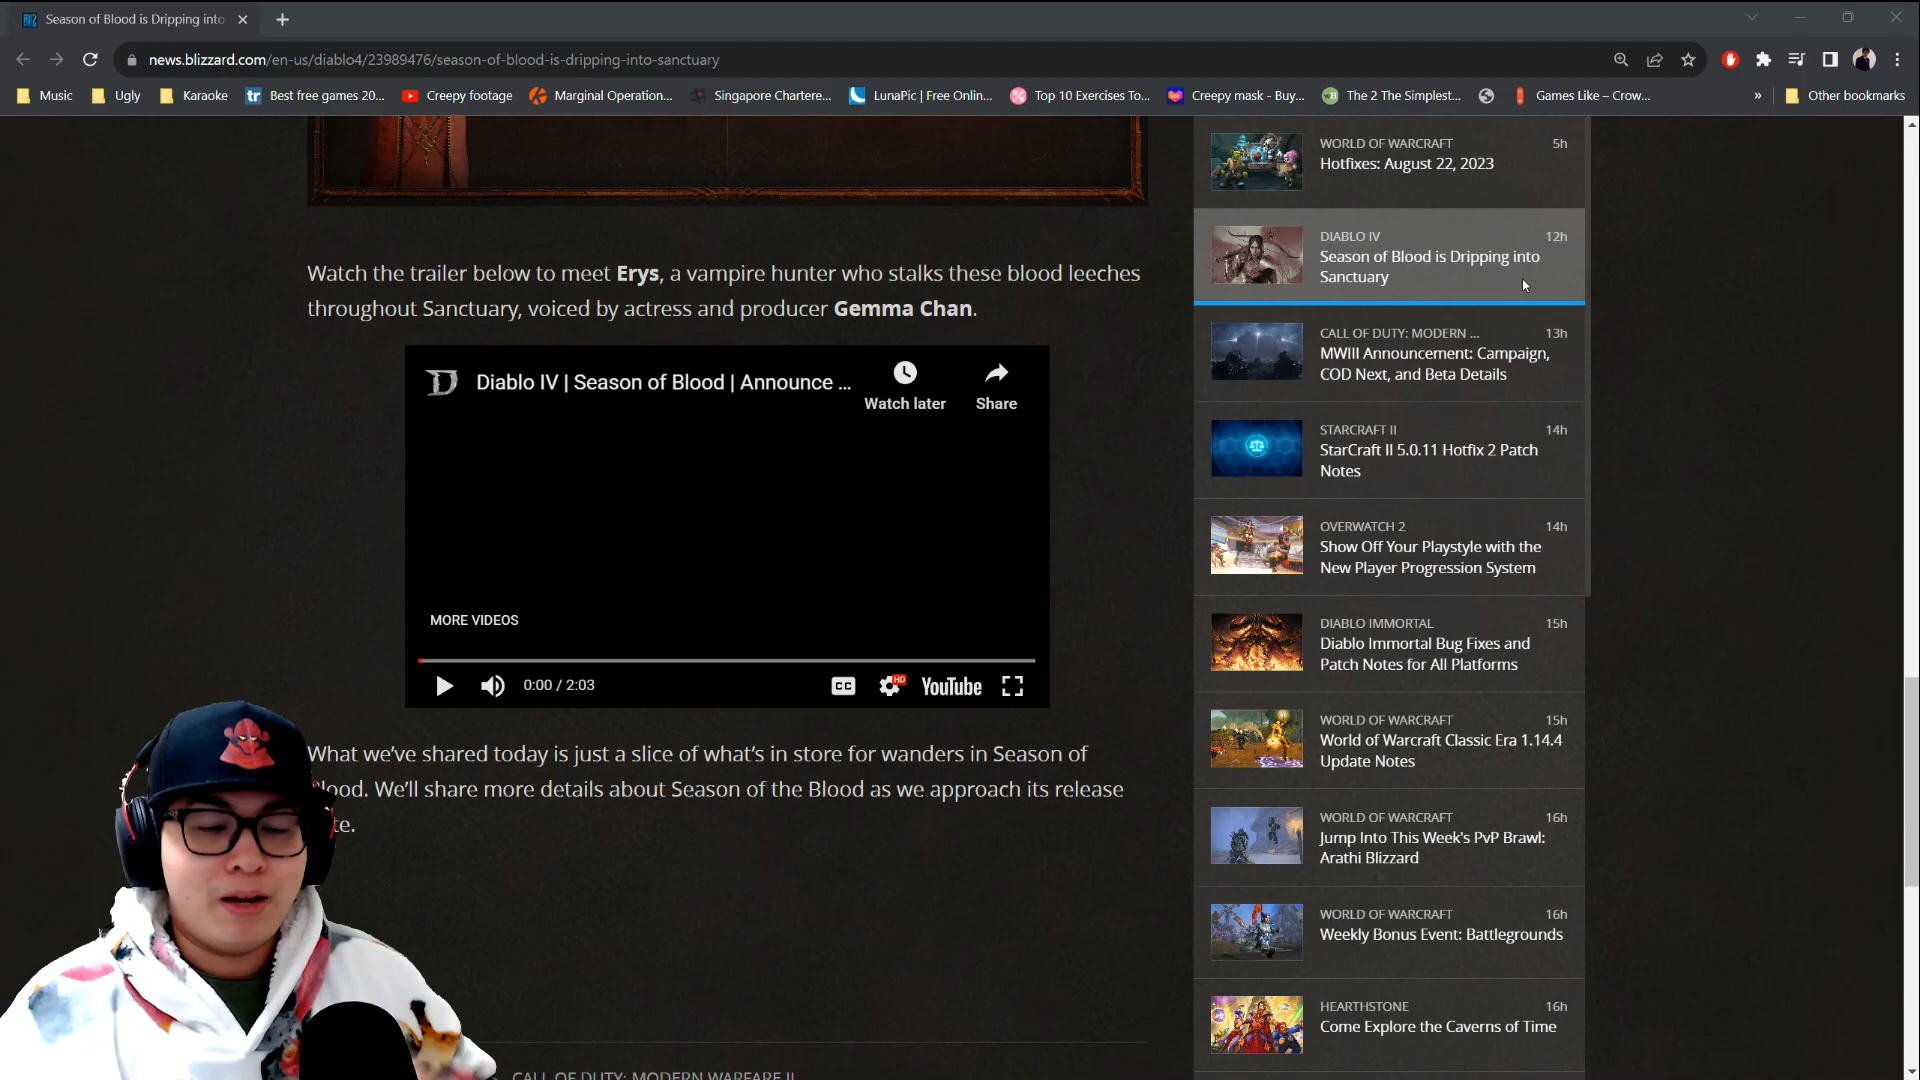 Season of Blood is Dripping into
news.blizzard.com/en-us/diablo4/23989476/season-of-blood-is-dripping-into-sanctuary
Music
Ugly
Karaoke
tr
Best free games 20...
Creepy footage
Marginal Operation...
Singapore Chartere...
LunaPic | Free Onlin...
Top 10 Exercises To...
Creepy mask - Buy...
The 2 The Simplest...
Games Like – Crow...
»
Other bookmarks
Watch the trailer below to meet Erys, a vampire hunter who stalks these blood leeches
throughout Sanctuary, voiced by actress and producer Gemma Chan.
Diablo IV | Season of Blood | Announce ...
Watch later
Share
MORE VIDEOS
0:00 / 2:03
CC
HD
YouTube
What we've shared today is just a slice of what's in store for wanders in Season of
lood. We'll share more details about Season of the Blood as we approach its release
te.
CALL OF DUTY: MODERN WARFARE II
WORLD OF WARCRAFT
5h
Hotfixes: August 22, 2023
DIABLO IV
12h
Season of Blood is Dripping into
Sanctuary
CALL OF DUTY: MODERN ...
13h
MWIII Announcement: Campaign,
COD Next, and Beta Details
STARCRAFT II
14h
StarCraft II 5.0.11 Hotfix 2 Patch
Notes
OVERWATCH 2
14h
Show Off Your Playstyle with the
New Player Progression System
DIABLO IMMORTAL
15h
Diablo Immortal Bug Fixes and
Patch Notes for All Platforms
WORLD OF WARCRAFT
15h
World of Warcraft Classic Era 1.14.4
Update Notes
WORLD OF WARCRAFT
16h
Jump Into This Week's PvP Brawl:
Arathi Blizzard
WORLD OF WARCRAFT
16h
Weekly Bonus Event: Battlegrounds
HEARTHSTONE
16h
Come Explore the Caverns of Time